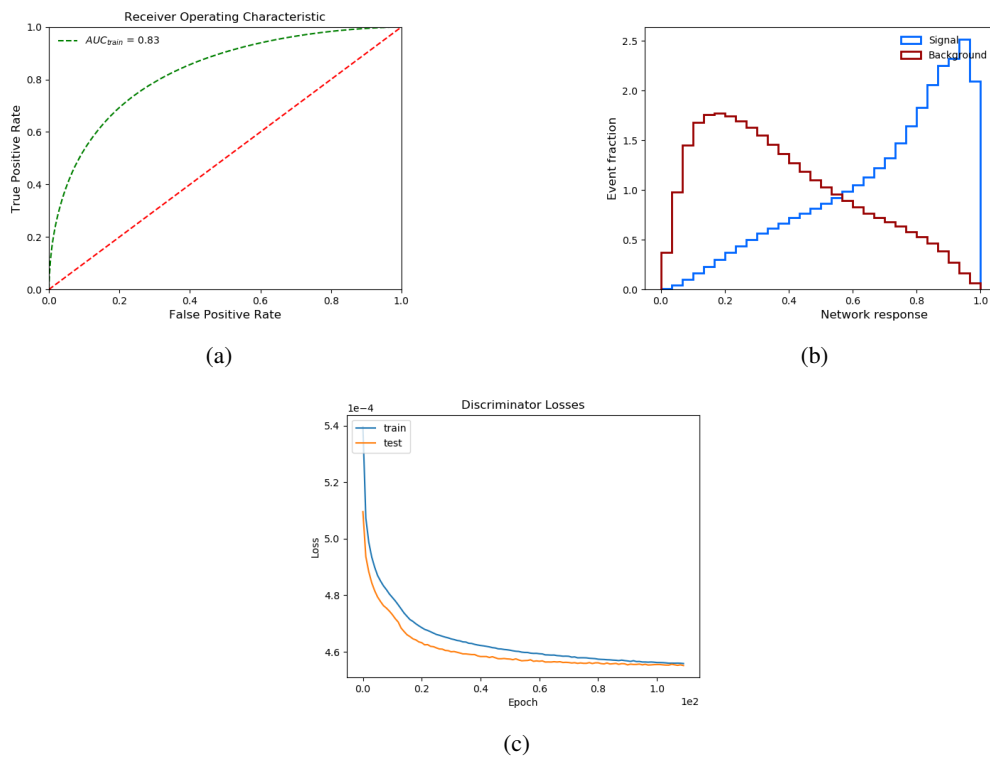 Receiver Operating Characteristic
1.0
0.8
0.6
0.4
0.2
0.0
True Positive Rate
AUC_train = 0.83
0.0 0.2 0.4 0.6 0.8 1.0
False Positive Rate
(a)
2.5
2.0
1.5
1.0
0.5
0.0
Event fraction
Signal
Background
0.0 0.2 0.4 0.6 0.8 1.0
Network response
(b)
Discriminator Losses
1e−4
5.4
5.2
5.0
4.8
4.6
Loss
train
test
0.0 0.2 0.4 0.6 0.8 1.0
1e2
Epoch
(c)